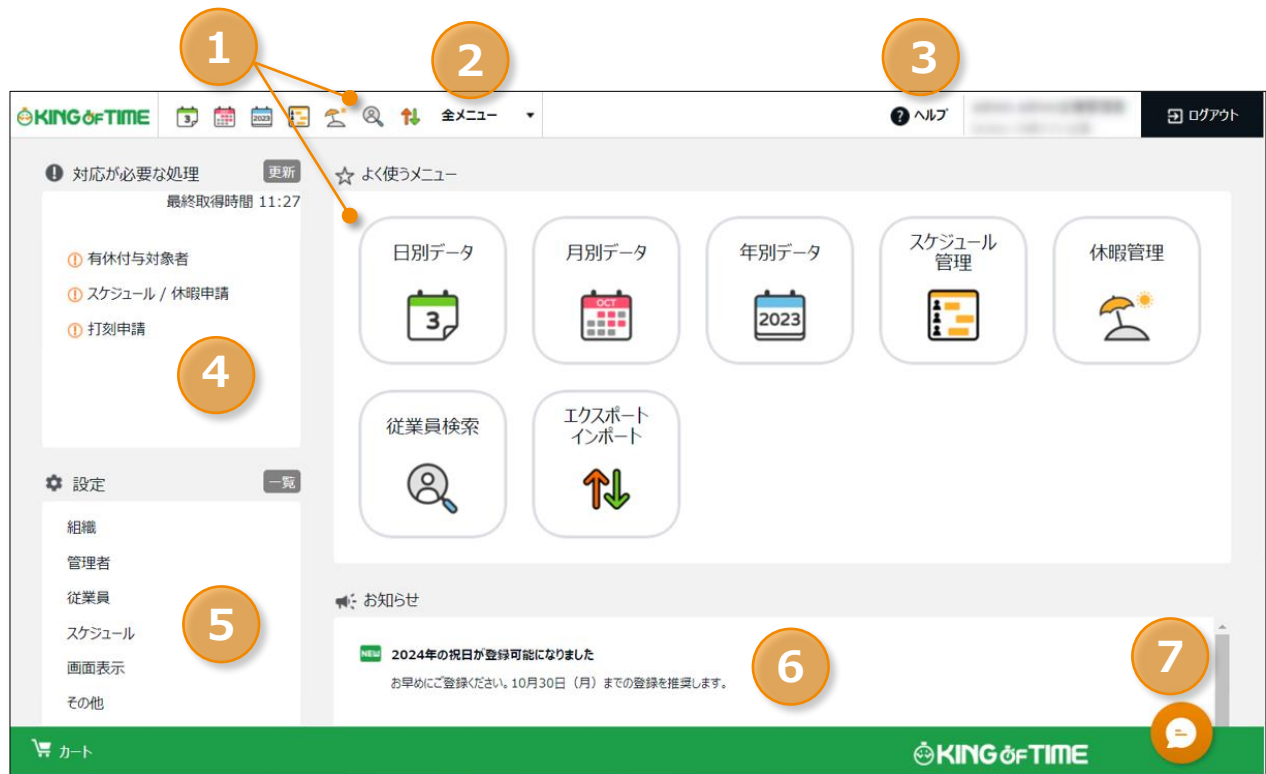 1
2
3
KING OF TIME
3
2023
全メニュー
ヘルプ
ログアウト
対応が必要な処理
更新
最終取得時間 11:27
有休付与対象者
スケジュール / 休暇申請
打刻申請
4
よく使うメニュー
日別データ
3
月別データ
OCT
年別データ
2023
スケジュール
管理
休暇管理
従業員検索
エクスポート
インポート
設定
一覧
組織
管理者
従業員
スケジュール
画面表示
その他
5
お知らせ
NEW 2024年の祝日が登録可能になりました
お早めにご登録ください。10月30日（月）までの登録を推奨します。
6
7
カート
KING OF TIME